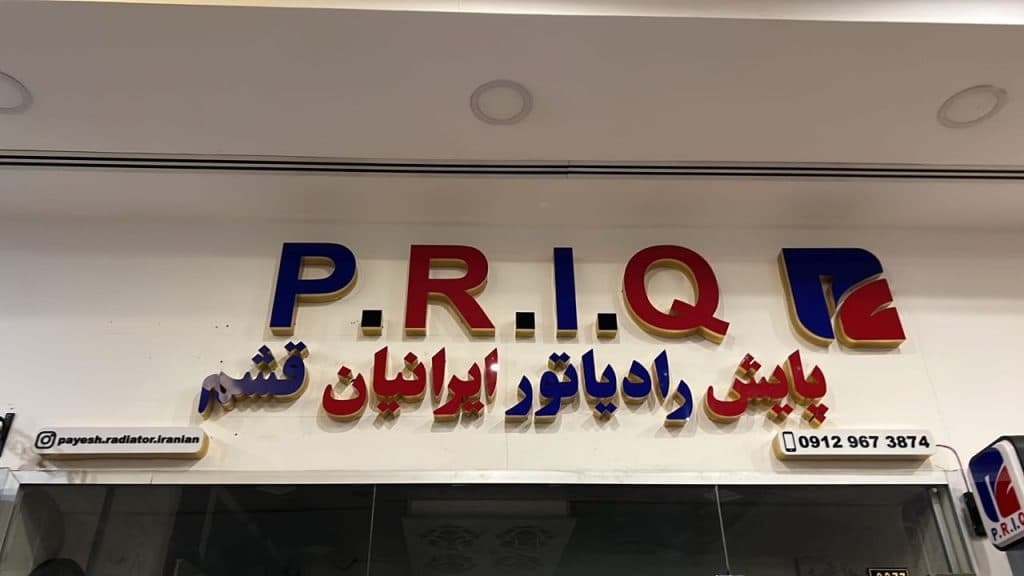 P.R.I.Q
پایش رادیاتور ایرانیان قشم
payesh.radiator.iranian
0912 967 3874
P.R.I.Q